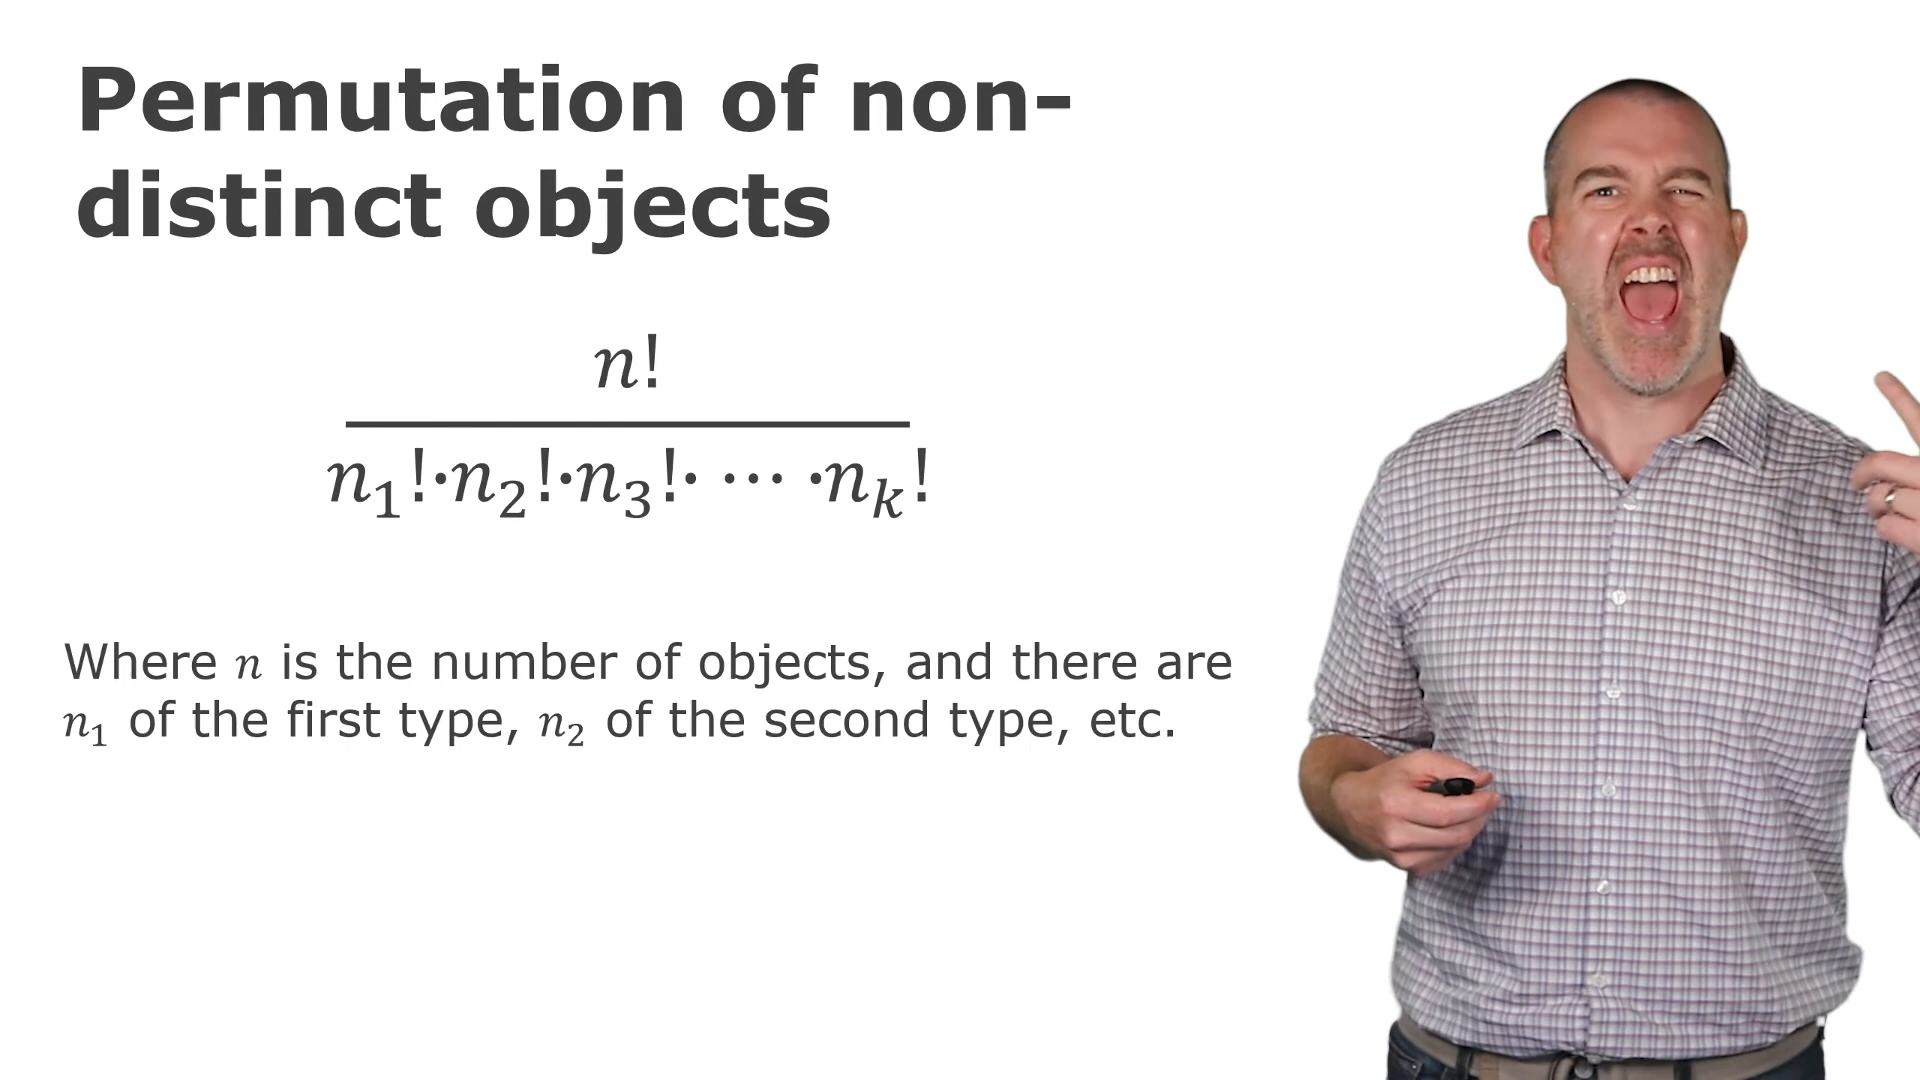 Permutation of non-
distinct objects
n!
n₁!·n₂!·n₃!· ⋯ ·nₖ!
Where n is the number of objects, and there are
n₁ of the first type, n₂ of the second type, etc.